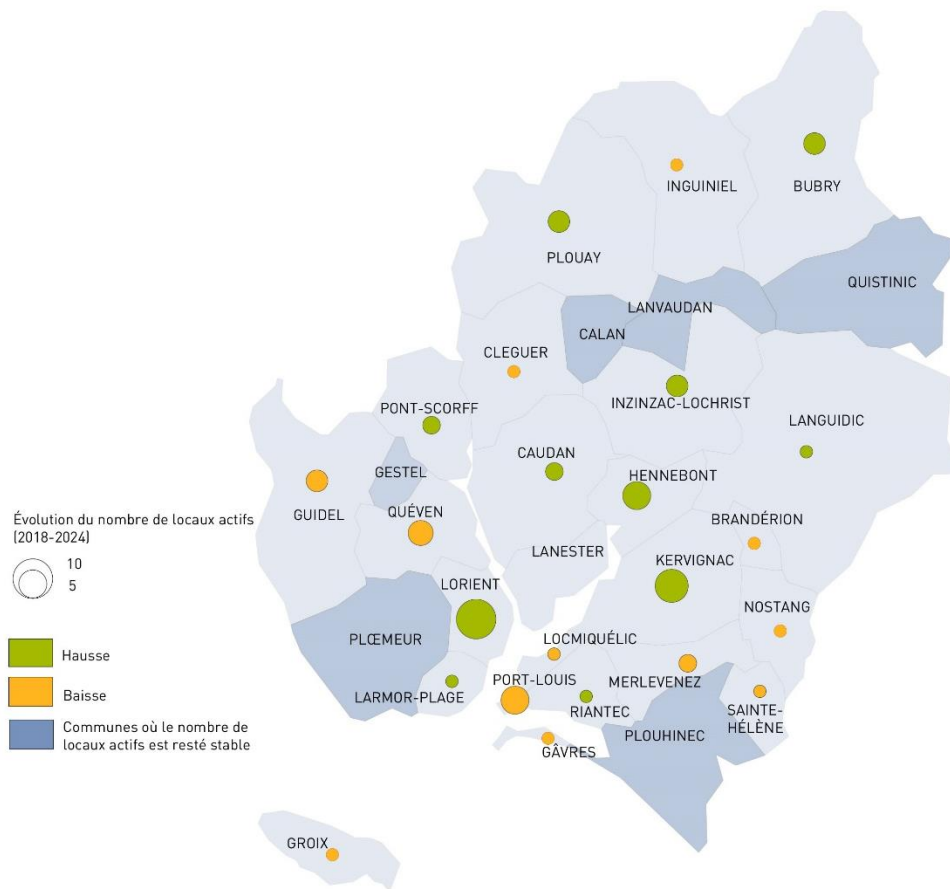 INGUINIEL
BUBRY
PLOUAY
QUISTINIC
LANVAUDAN
CALAN
CLEGUER
INZINZAC-LOCHRIST
PONT-SCORFF
LANGUIDIC
CAUDAN
GESTEL
HENNEBONT
GUIDEL
QUÉVEN
BRANDÉRION
LANESTER
KERVIGNAC
LORIENT
NOSTANG
PLŒMEUR
LOCMIQUÉLIC
PORT-LOUIS
MERLEVENEZ
LARMOR-PLAGE
RIANTEC
SAINTE-
HÉLÈNE
PLOUHINEC
GÂVRES
GROIX
Évolution du nombre de locaux actifs
(2018-2024)
10
5
Hausse
Baisse
Communes où le nombre de
locaux actifs est resté stable